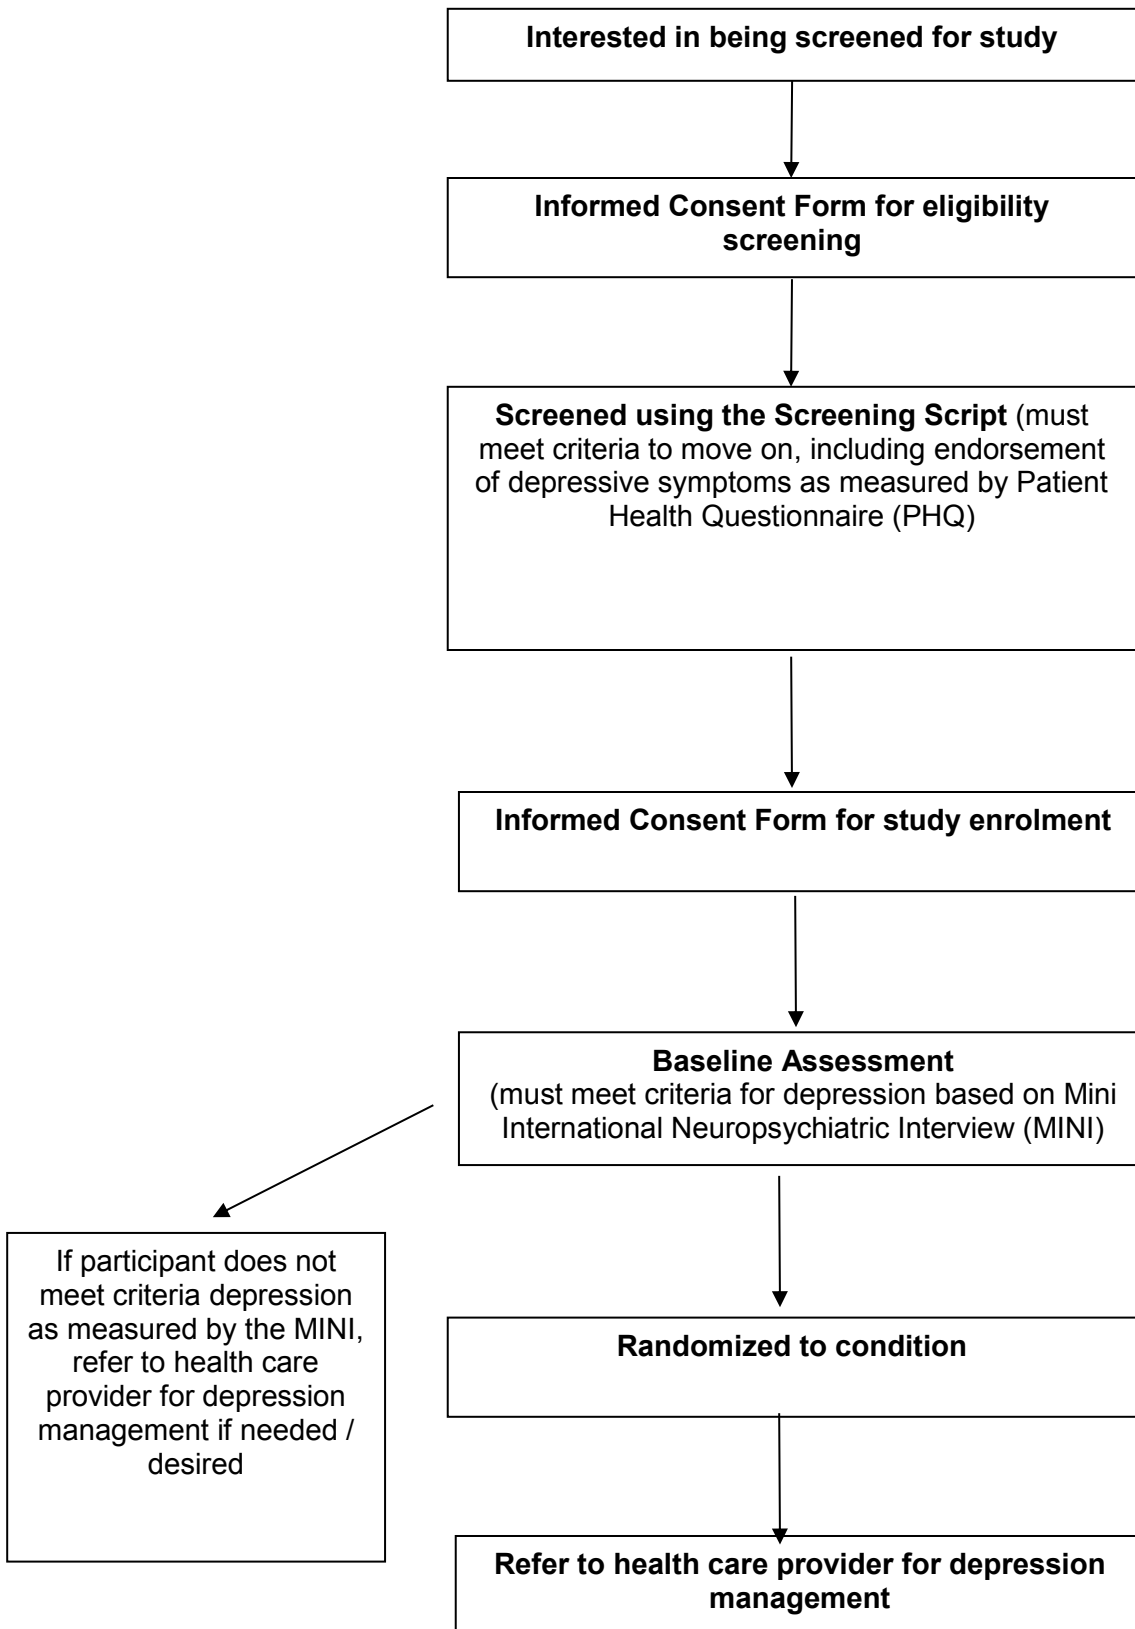 Interested in being screened for study
Informed Consent Form for eligibility
screening
Screened using the Screening Script (must
meet criteria to move on, including endorsement
of depressive symptoms as measured by Patient
Health Questionnaire (PHQ)
Informed Consent Form for study enrolment
Baseline Assessment
(must meet criteria for depression based on Mini
International Neuropsychiatric Interview (MINI)
If participant does not
meet criteria depression
as measured by the MINI,
refer to health care
provider for depression
management if needed /
desired
Randomized to condition
Refer to health care provider for depression
management